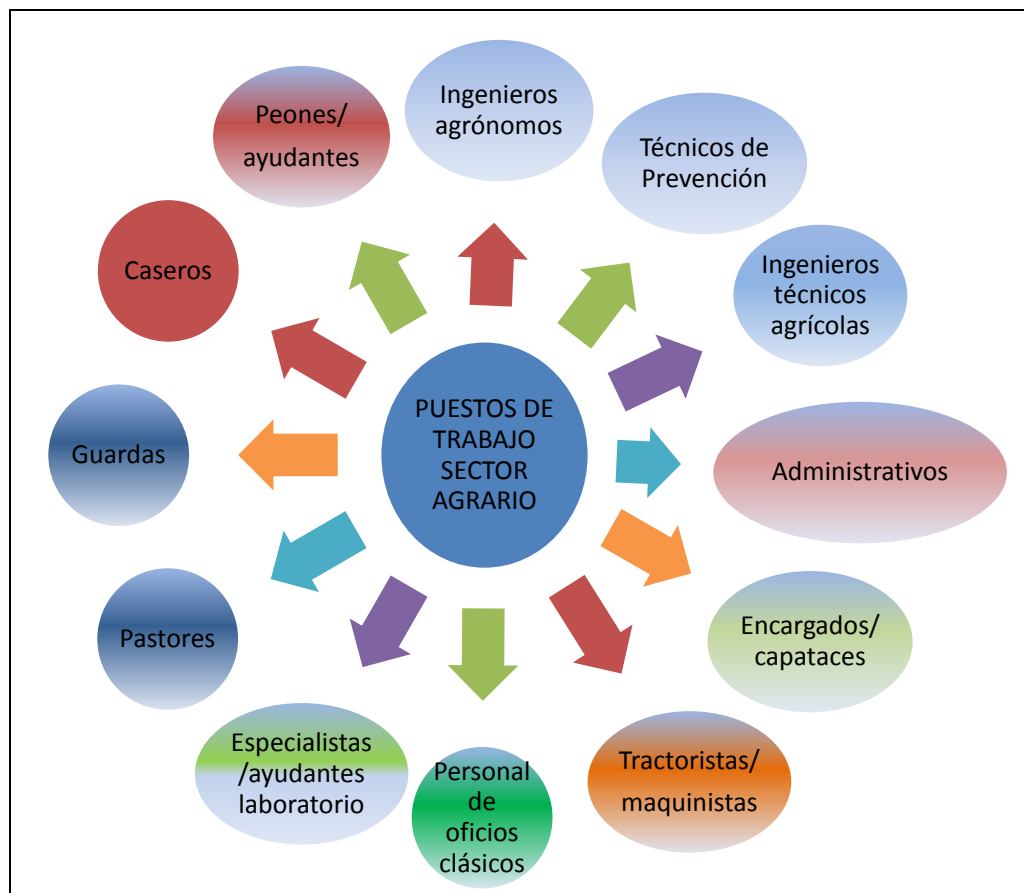 PUESTOS DE
TRABAJO
SECTOR
AGRARIO
Ingenieros
agrónomos
Técnicos de
Prevención
Ingenieros
técnicos
agrícolas
Administrativos
Encargados/
capataces
Tractoristas/
maquinistas
Personal
de
oficios
clásicos
Especialistas
/ayudantes
laboratorio
Pastores
Guardas
Caseros
Peones/
ayudantes